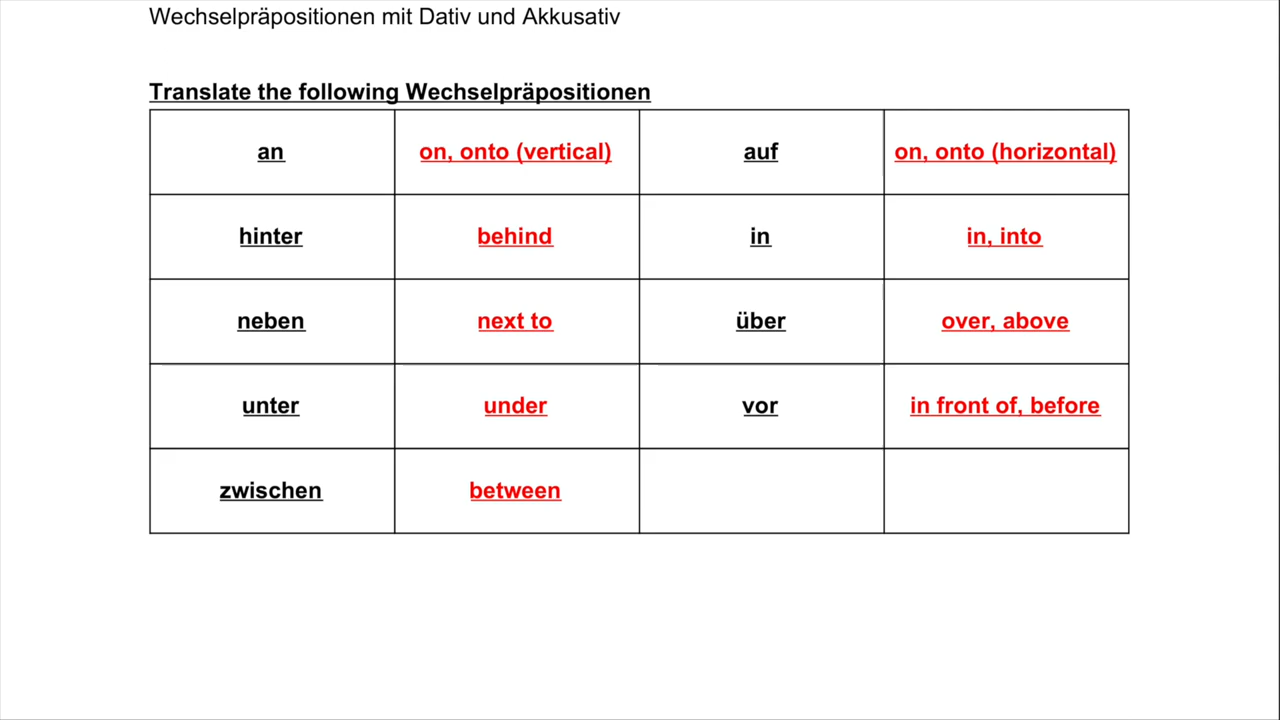 Wechselpräpositionen mit Dativ und Akkusativ
Translate the following Wechselpräpositionen
an on, onto (vertical) auf on, onto (horizontal)
hinter behind in in, into
neben next to über over, above
unter under vor in front of, before
zwischen between